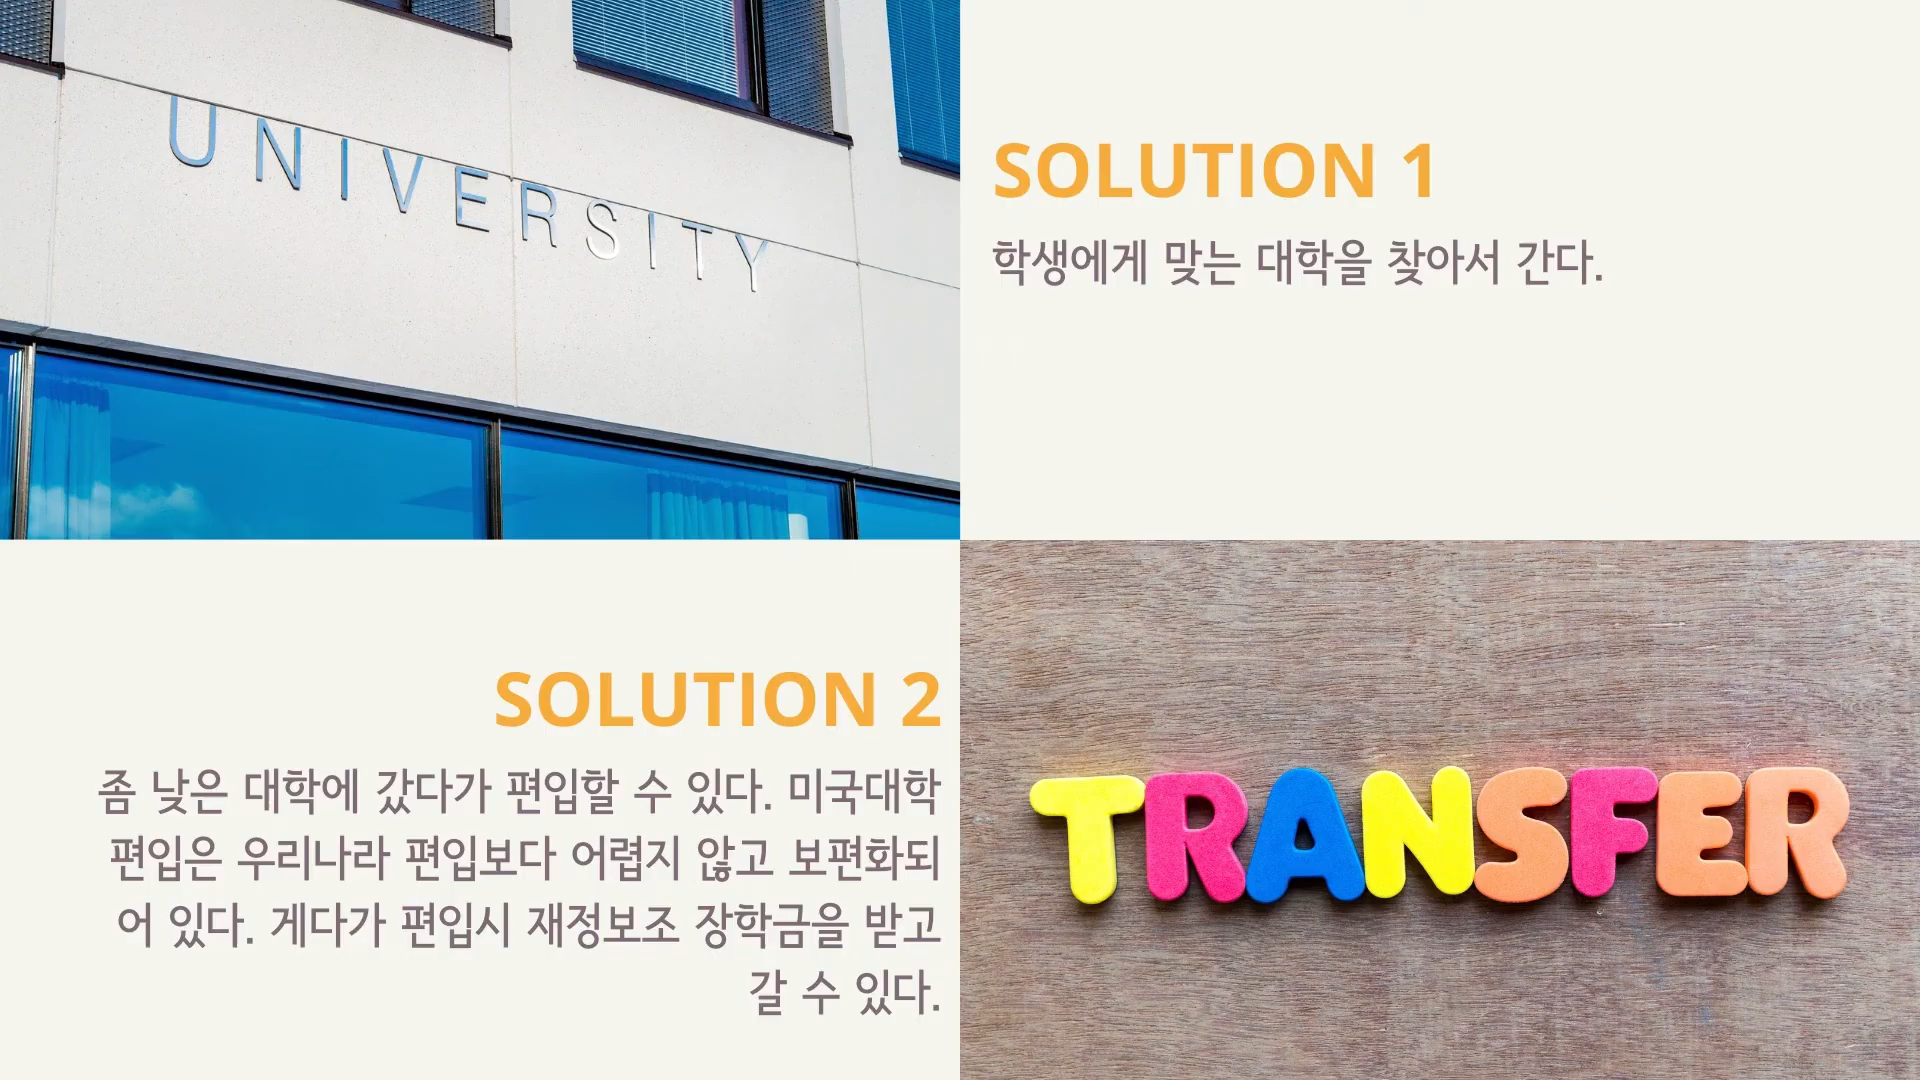 UNIVERSITY
SOLUTION 1
학생에게 맞는 대학을 찾아서 간다.
SOLUTION 2
좀 낮은 대학에 갔다가 편입할 수 있다. 미국대학
편입은 우리나라 편입보다 어렵지 않고 보편화되
어 있다. 게다가 편입시 재정보조 장학금을 받고
갈 수 있다.
TRANSFER